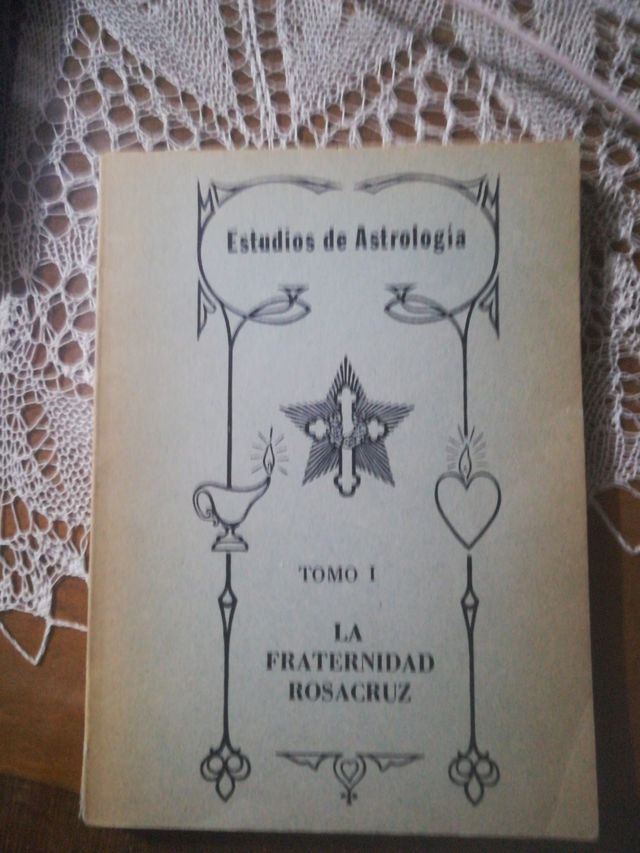 Estudios de Astrología
TOMO I
LA
FRATERNIDAD
ROSACRUZ